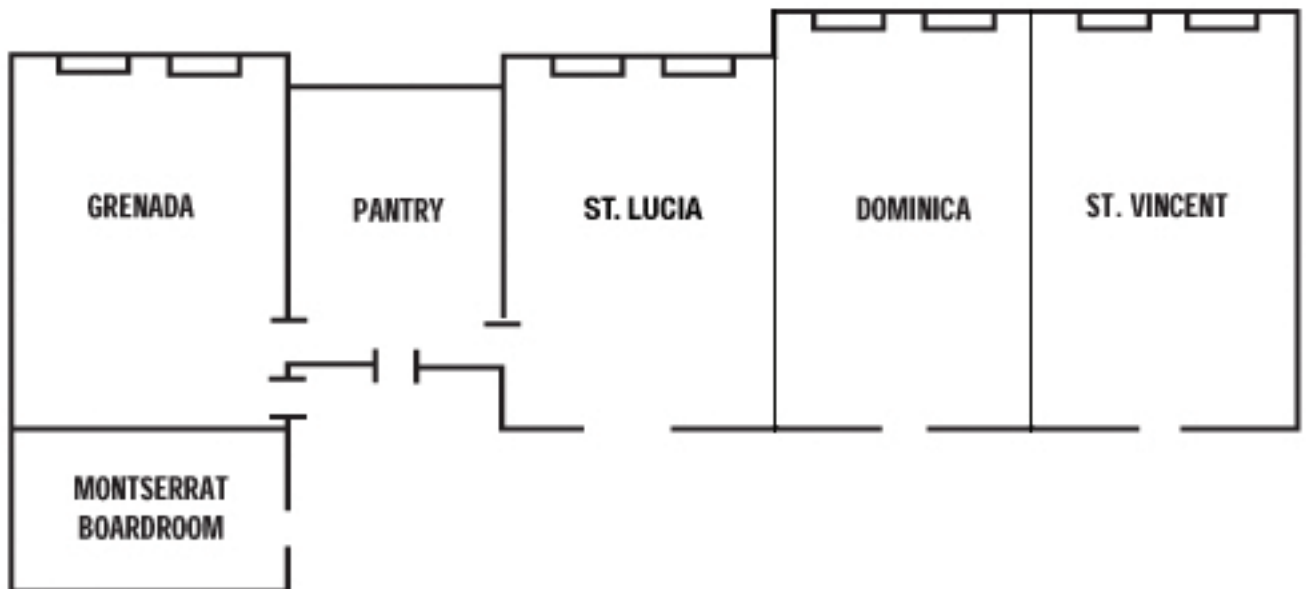 GRENADA
PANTRY
ST. LUCIA
DOMINICA
ST. VINCENT
MONTSERRAT
BOARDROOM